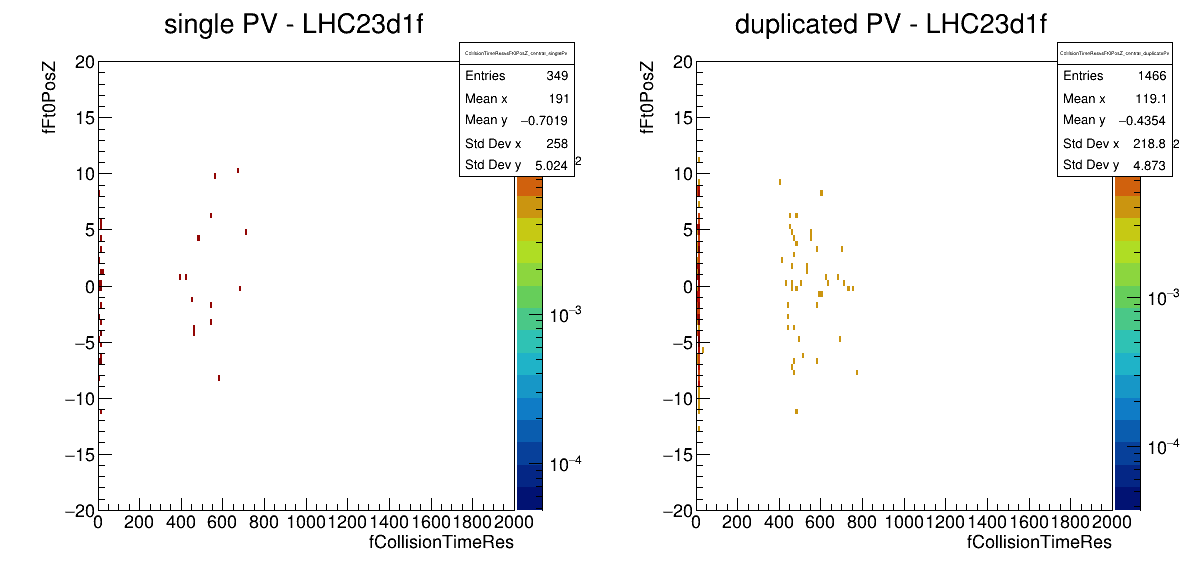 single PV - LHC23d1f
fFt0PosZ
20
15
10
5
0
−5
−10
−15
−20
0 200 400 600 800 1000 1200 1400 1600 1800 2000
fCollisionTimeRes
Entries 349
Mean x 191
Mean y −0.7019
Std Dev x 258
Std Dev y 5.024
2
10−3
10−4
duplicated PV - LHC23d1f
fFt0PosZ
20
15
10
5
0
−5
−10
−15
−20
0 200 400 600 800 1000 1200 1400 1600 1800 2000
fCollisionTimeRes
Entries 1466
Mean x 119.1
Mean y −0.4354
Std Dev x 218.8
Std Dev y 4.873
2
10−3
10−4